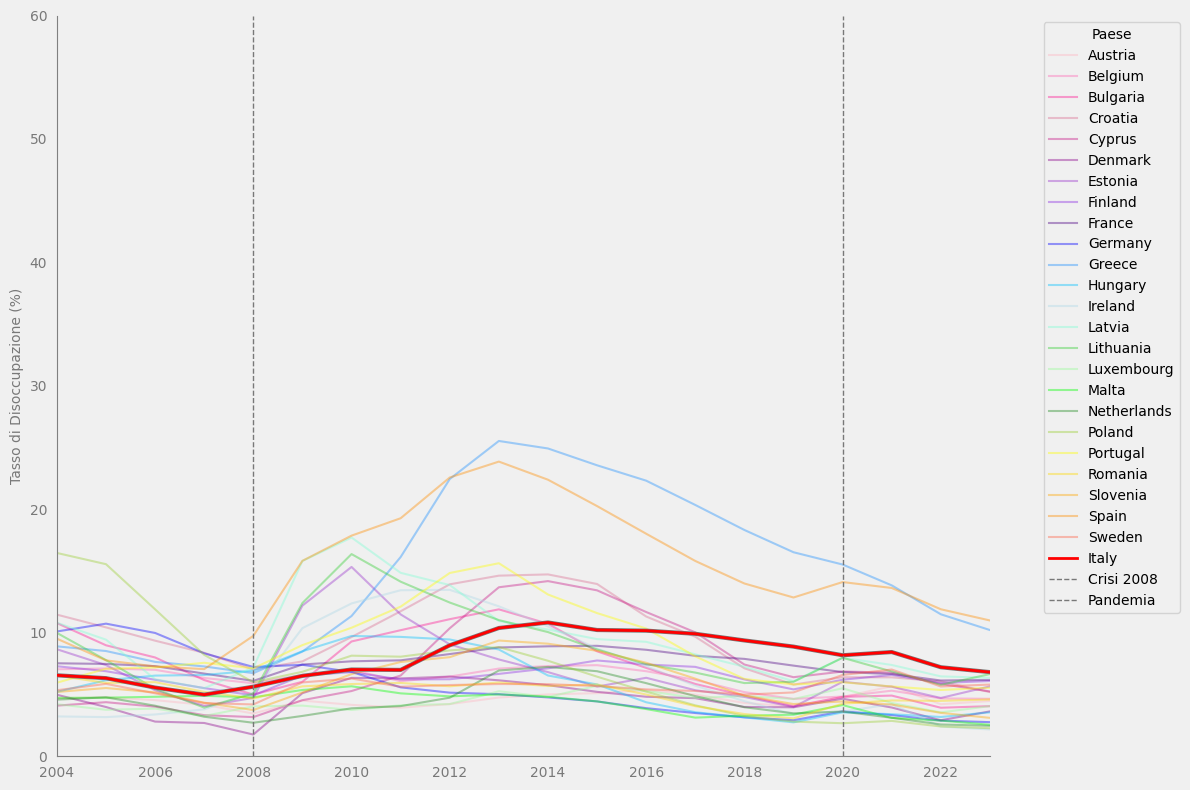 60
50
40
30
20
10
0
Tasso di Disoccupazione (%)
2004 2006 2008 2010 2012 2014 2016 2018 2020 2022
Paese
Austria
Belgium
Bulgaria
Croatia
Cyprus
Denmark
Estonia
Finland
France
Germany
Greece
Hungary
Ireland
Latvia
Lithuania
Luxembourg
Malta
Netherlands
Poland
Portugal
Romania
Slovenia
Spain
Sweden
Italy
Crisi 2008
Pandemia